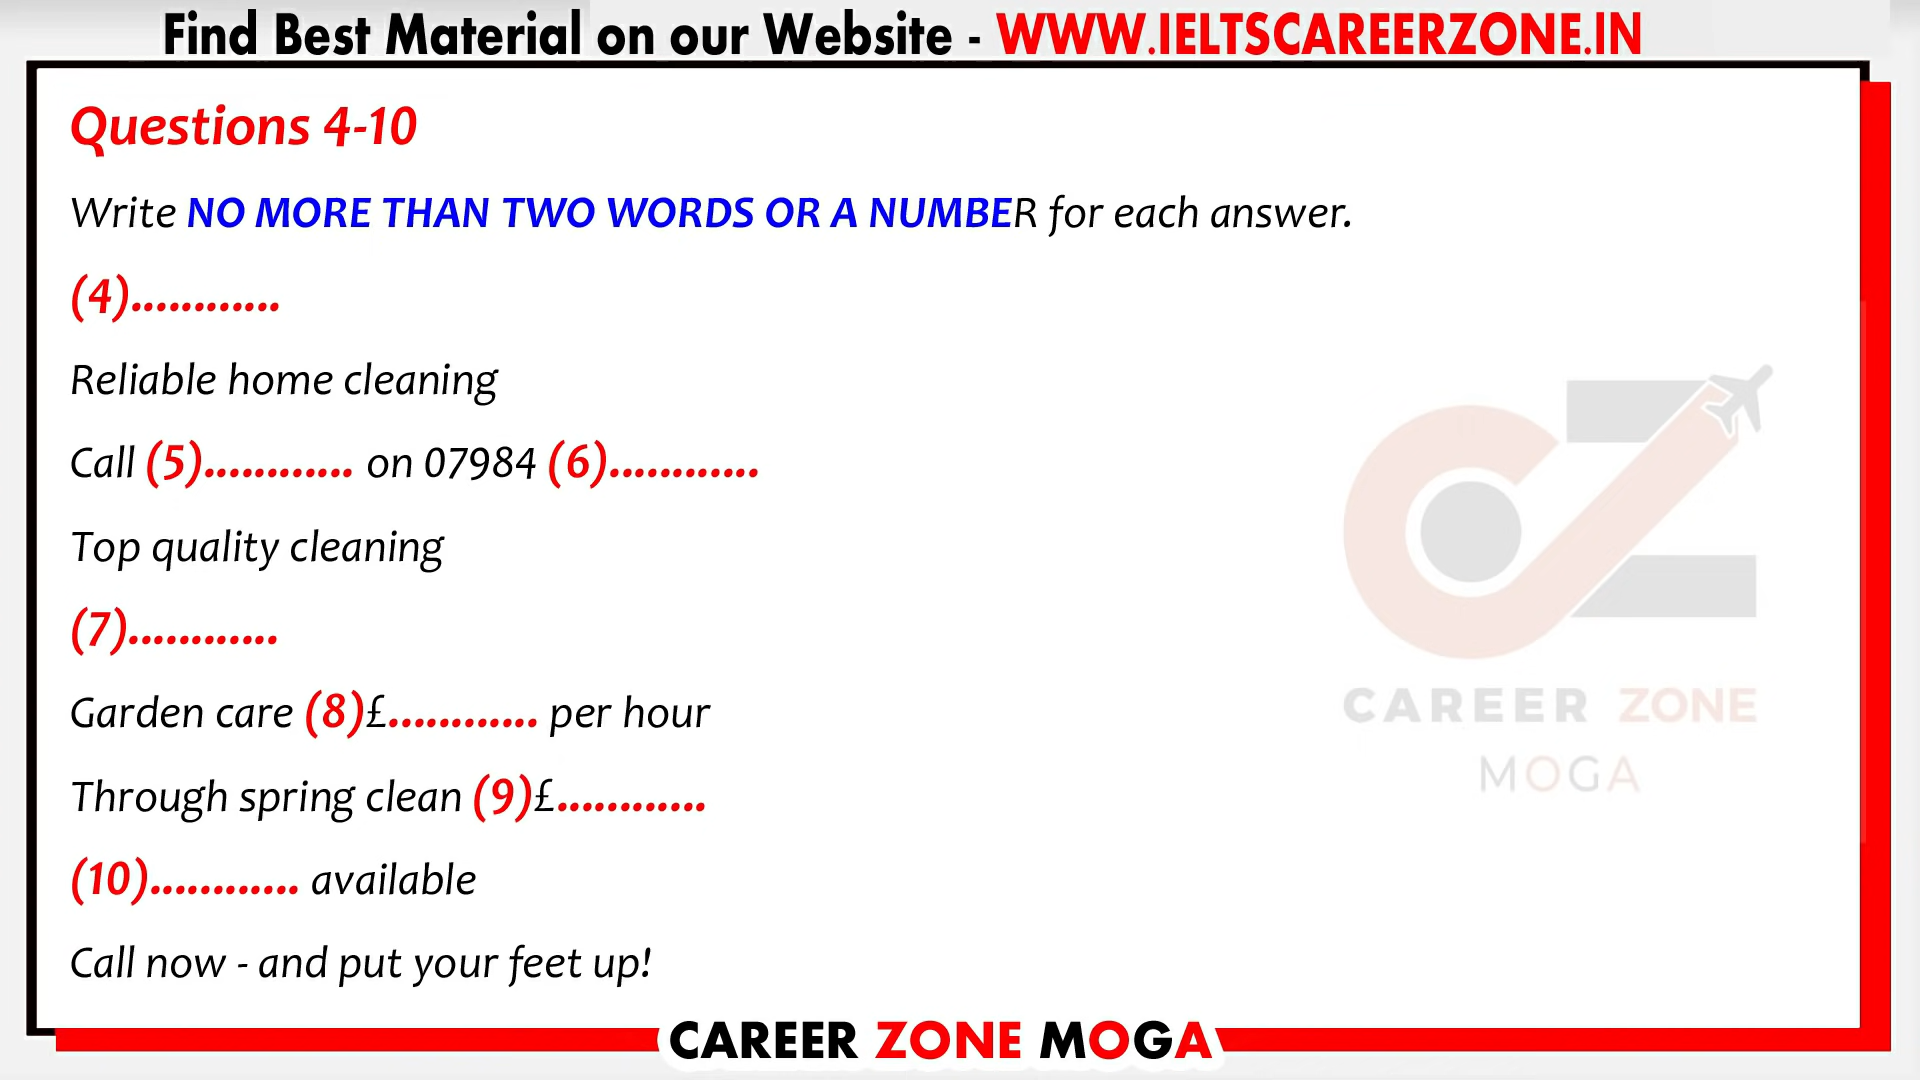 Find Best Material on our Website - WWW.IELTSCAREERZONE.IN
Questions 4-10
Write NO MORE THAN TWO WORDS OR A NUMBER for each answer.
(4)............
Reliable home cleaning
Call (5)............ on 07984 (6)............
Top quality cleaning
(7)............
Garden care (8)£............ per hour
Through spring clean (9)£............
(10)............ available
Call now - and put your feet up!
CAREER ZONE
MOGA
CAREER ZONE MOGA